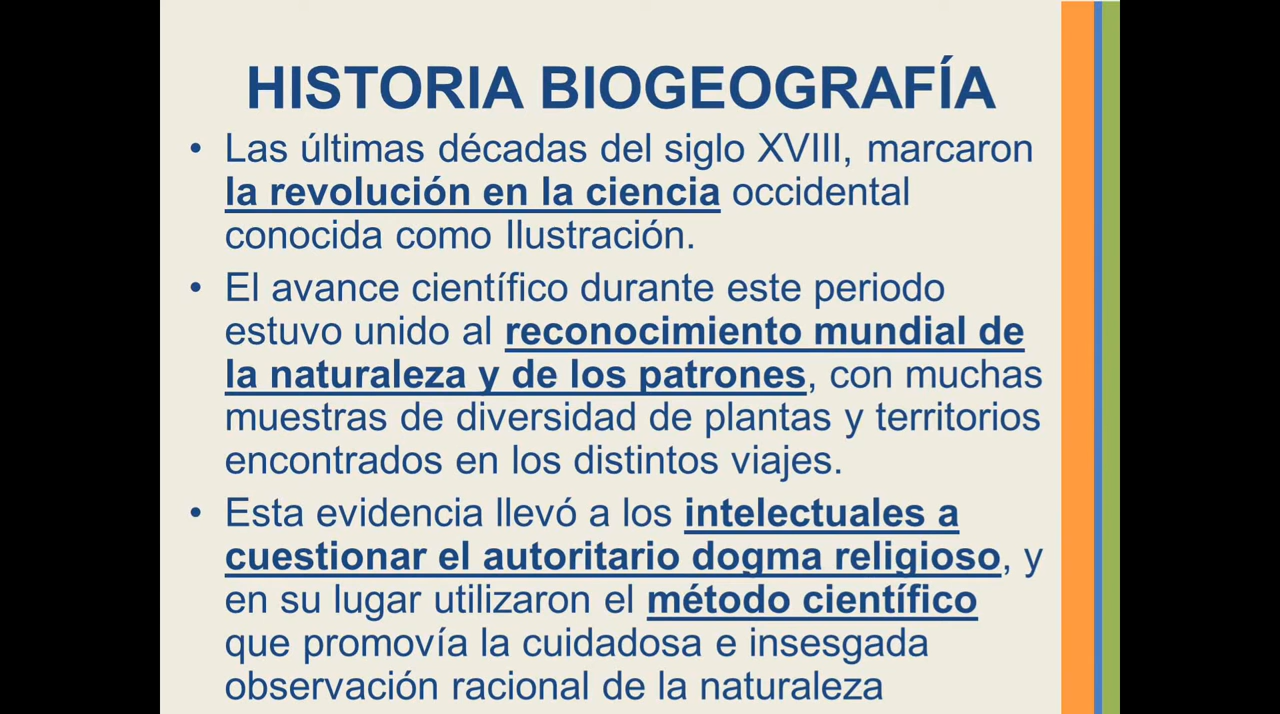 HISTORIA BIOGEOGRAFÍA
• Las últimas décadas del siglo XVIII, marcaron
la revolución en la ciencia occidental
conocida como Ilustración.
• El avance científico durante este periodo
estuvo unido al reconocimiento mundial de
la naturaleza y de los patrones, con muchas
muestras de diversidad de plantas y territorios
encontrados en los distintos viajes.
• Esta evidencia llevó a los intelectuales a
cuestionar el autoritario dogma religioso, y
en su lugar utilizaron el método científico
que promovía la cuidadosa e insesgada
observación racional de la naturaleza